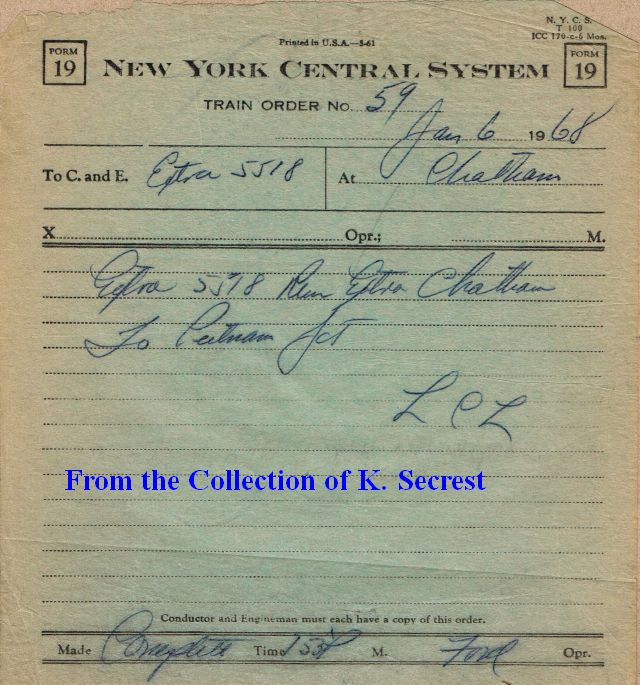 N. Y. C. S.
T 100
ICC 170-c-6 Mos.
Printed in U.S.A.—5-61
FORM
19
NEW YORK CENTRAL SYSTEM
FORM
19
TRAIN ORDER No. 59
Jan 6 1968
To C. and E. Extra 5518 At Chatham
X Opr.; M.
Extra 5518 Run Extra Chatham
To Putnam Jct
L C L
From the Collection of K. Secrest
Conductor and Engineman must each have a copy of this order.
Made Complete Time 153P M. Ford Opr.